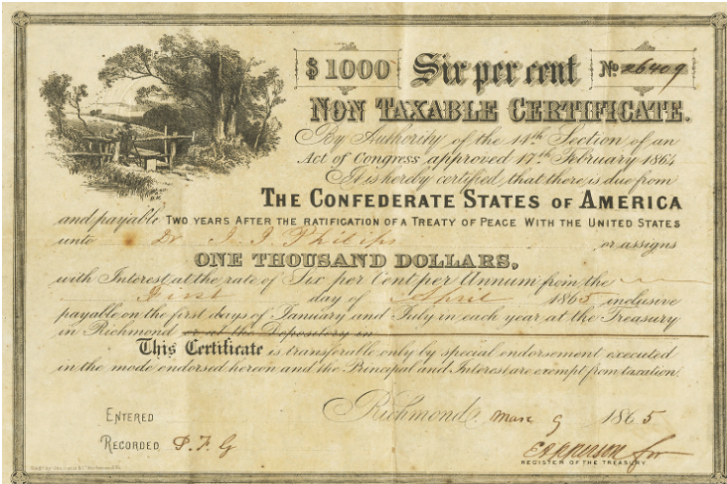 $1000 Six per cent No 26409
NON TAXABLE CERTIFICATE.
By Authority of the 14th Section of an
Act of Congress approved 17th February 1864
It is hereby certified that there is due from
THE CONFEDERATE STATES OF AMERICA
and payable TWO YEARS AFTER THE RATIFICATION OF A TREATY OF PEACE WITH THE UNITED STATES
unto Dr J. J. Philips or assigns
ONE THOUSAND DOLLARS,
with Interest at the rate of Six per Cent per Annum from the
First day of April 1865 inclusive
payable on the first days of January and July in each year at the Treasury
in Richmond or at the Depository in
This Certificate is transferable only by special endorsement executed
in the mode endorsed hereon and the Principal and Interest are exempt from taxation.
Richmond, 9 1865
ENTERED
RECORDED
REGISTER OF THE TREASURY